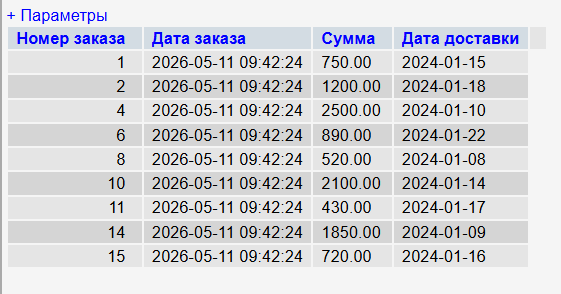 + Параметры
Номер заказа Дата заказа Сумма Дата доставки
1 2026-05-11 09:42:24 750.00 2024-01-15
2 2026-05-11 09:42:24 1200.00 2024-01-18
4 2026-05-11 09:42:24 2500.00 2024-01-10
6 2026-05-11 09:42:24 890.00 2024-01-22
8 2026-05-11 09:42:24 520.00 2024-01-08
10 2026-05-11 09:42:24 2100.00 2024-01-14
11 2026-05-11 09:42:24 430.00 2024-01-17
14 2026-05-11 09:42:24 1850.00 2024-01-09
15 2026-05-11 09:42:24 720.00 2024-01-16